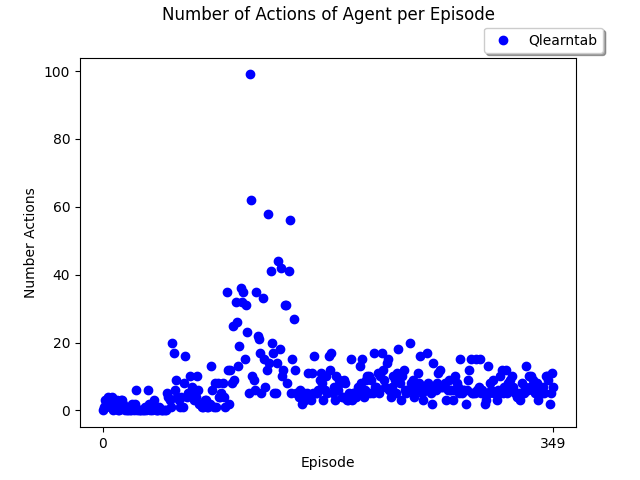 Number of Actions of Agent per Episode
Qlearntab
100
80
60
40
20
0
Number Actions
0
349
Episode